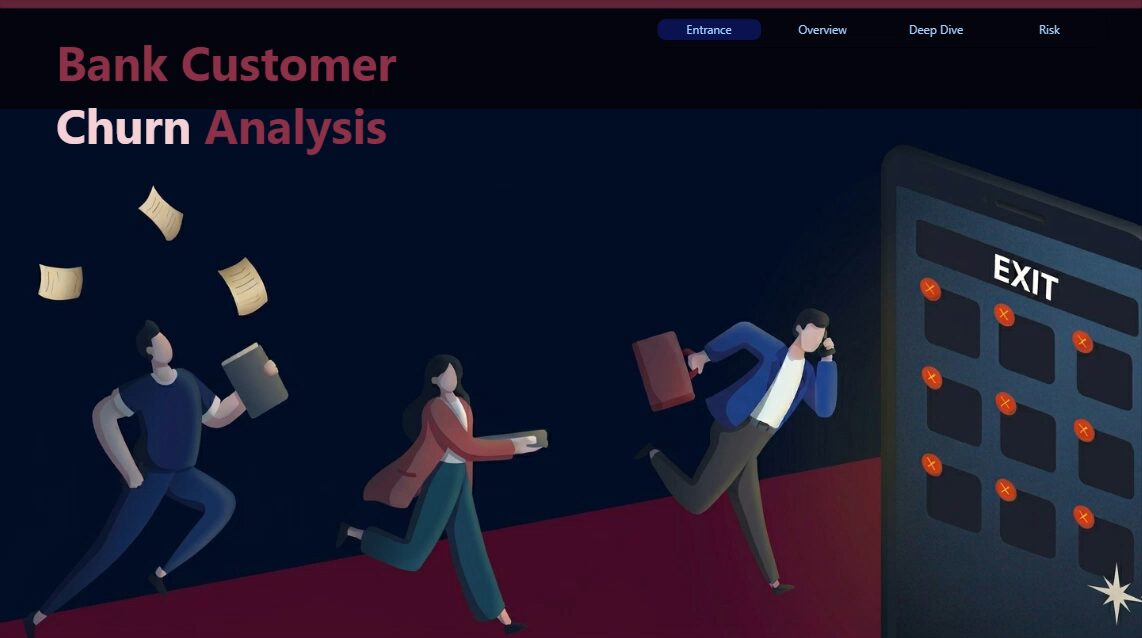 Entrance
Overview
Deep Dive
Risk
Bank Customer
Churn Analysis
EXIT